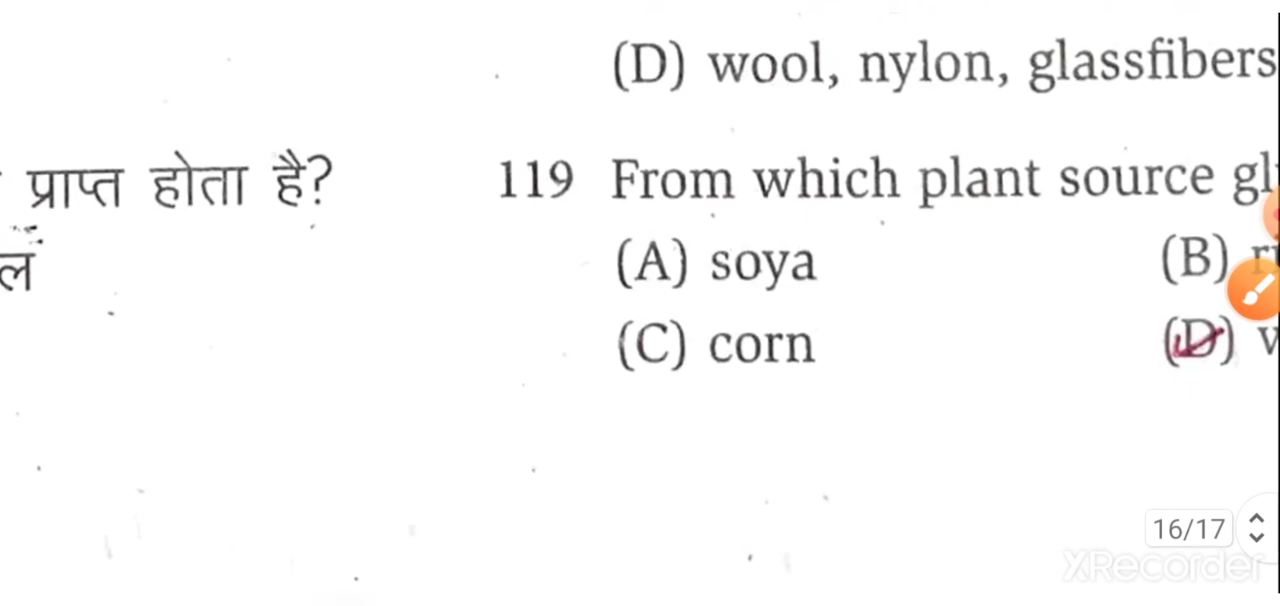 (D) wool, nylon, glassfibers
प्राप्त होता है?
119 From which plant source
(A) soya
(B)
(C) corn
(D)
16/17
XRecorder